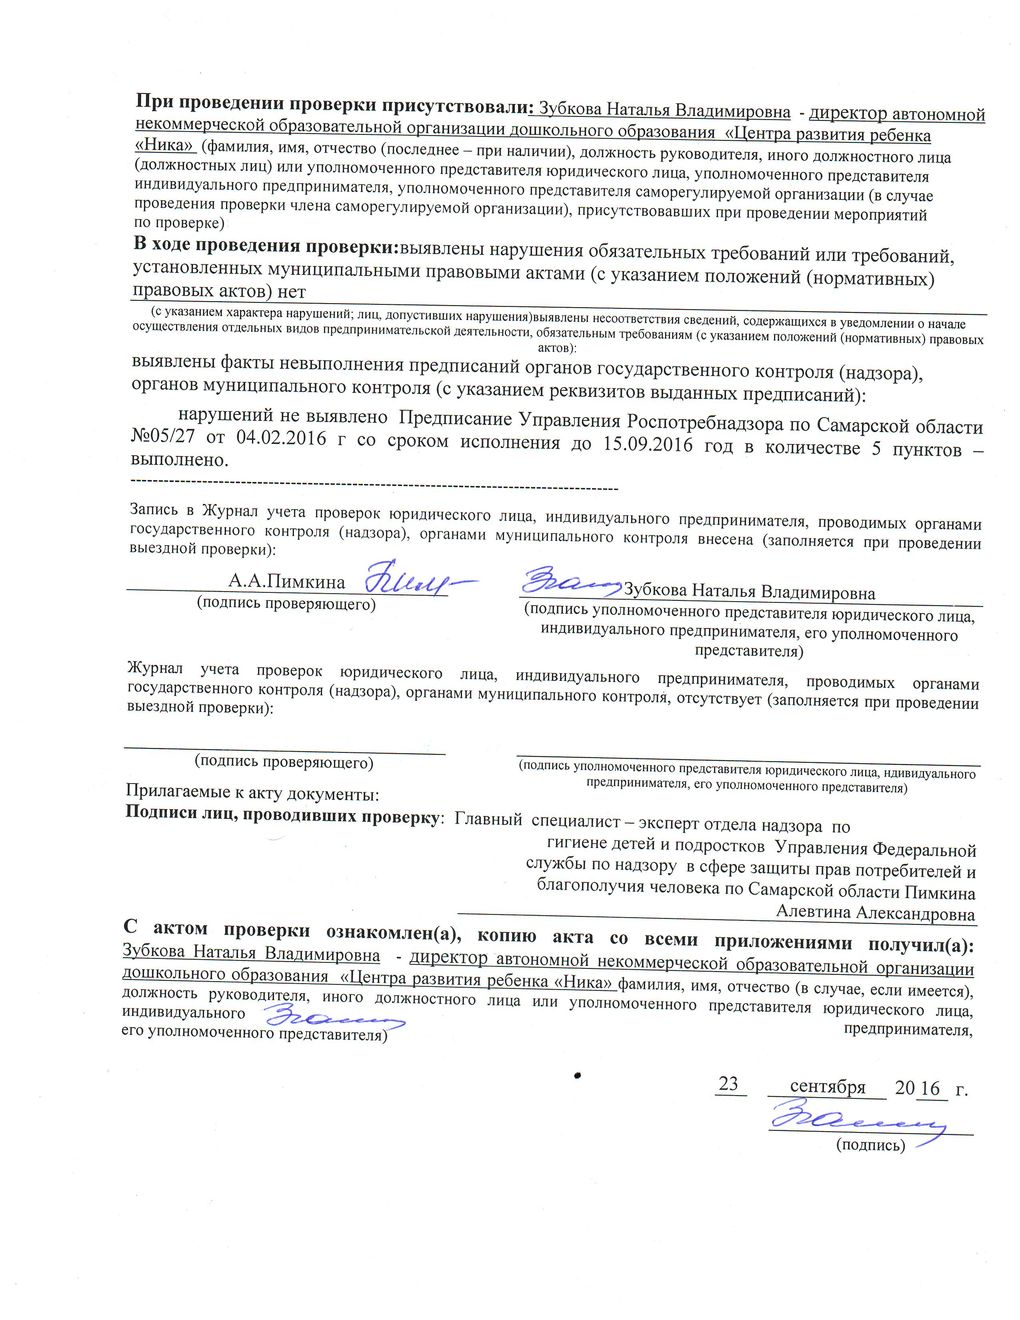 При проведении проверки присутствовали: Зубкова Наталья Владимировна - директор автономной
некоммерческой образовательной организации дошкольного образования «Центра развития ребенка
«Ника» (фамилия, имя, отчество (последнее – при наличии), должность руководителя, иного должностного лица
(должностных лиц) или уполномоченного представителя юридического лица, уполномоченного представителя
индивидуального предпринимателя, уполномоченного представителя саморегулируемой организации (в случае
проведения проверки члена саморегулируемой организации), присутствовавших при проведении мероприятий
по проверке)
В ходе проведения проверки:выявлены нарушения обязательных требований или требований,
установленных муниципальными правовыми актами (с указанием положений (нормативных)
правовых актов) нет
(с указанием характера нарушений; лиц, допустивших нарушения)выявлены несоответствия сведений, содержащихся в уведомлении о начале
осуществления отдельных видов предпринимательской деятельности, обязательным требованиям (с указанием положений (нормативных) правовых
актов):
выявлены факты невыполнения предписаний органов государственного контроля (надзора),
органов муниципального контроля (с указанием реквизитов выданных предписаний):
нарушений не выявлено Предписание Управления Роспотребнадзора по Самарской области
№05/27 от 04.02.2016 г со сроком исполнения до 15.09.2016 год в количестве 5 пунктов –
выполнено.
-----------------------------------------------------------------------------------------
Запись в Журнал учета проверок юридического лица, индивидуального предпринимателя, проводимых органами
государственного контроля (надзора), органами муниципального контроля внесена (заполняется при проведении
выездной проверки):
А.А.Пимкина Зубкова Наталья Владимировна
(подпись проверяющего) (подпись уполномоченного представителя юридического лица,
индивидуального предпринимателя, его уполномоченного
представителя)
Журнал учета проверок юридического лица, индивидуального предпринимателя, проводимых органами
государственного контроля (надзора), органами муниципального контроля, отсутствует (заполняется при проведении
выездной проверки):
(подпись проверяющего) (подпись уполномоченного представителя юридического лица, ндивидуального
предпринимателя, его уполномоченного представителя)
Прилагаемые к акту документы:
Подписи лиц, проводивших проверку: Главный специалист – эксперт отдела надзора по
гигиене детей и подростков Управления Федеральной
службы по надзору в сфере защиты прав потребителей и
благополучия человека по Самарской области Пимкина
Алевтина Александровна
С актом проверки ознакомлен(а), копию акта со всеми приложениями получил(а):
Зубкова Наталья Владимировна - директор автономной некоммерческой образовательной организации
дошкольного образования «Центра развития ребенка «Ника» фамилия, имя, отчество (в случае, если имеется),
должность руководителя, иного должностного лица или уполномоченного представителя юридического лица,
индивидуального предпринимателя,
его уполномоченного представителя)
23 сентября 20 16 г.
(подпись)